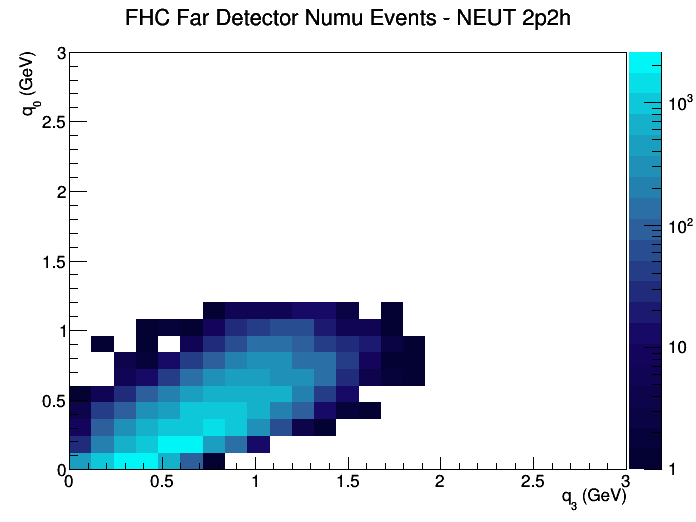 FHC Far Detector Numu Events - NEUT 2p2h
q₀ (GeV)
3
2.5
2
1.5
1
0.5
0
0 0.5 1 1.5 2 2.5 3
q₃ (GeV)
10³
10²
10
1